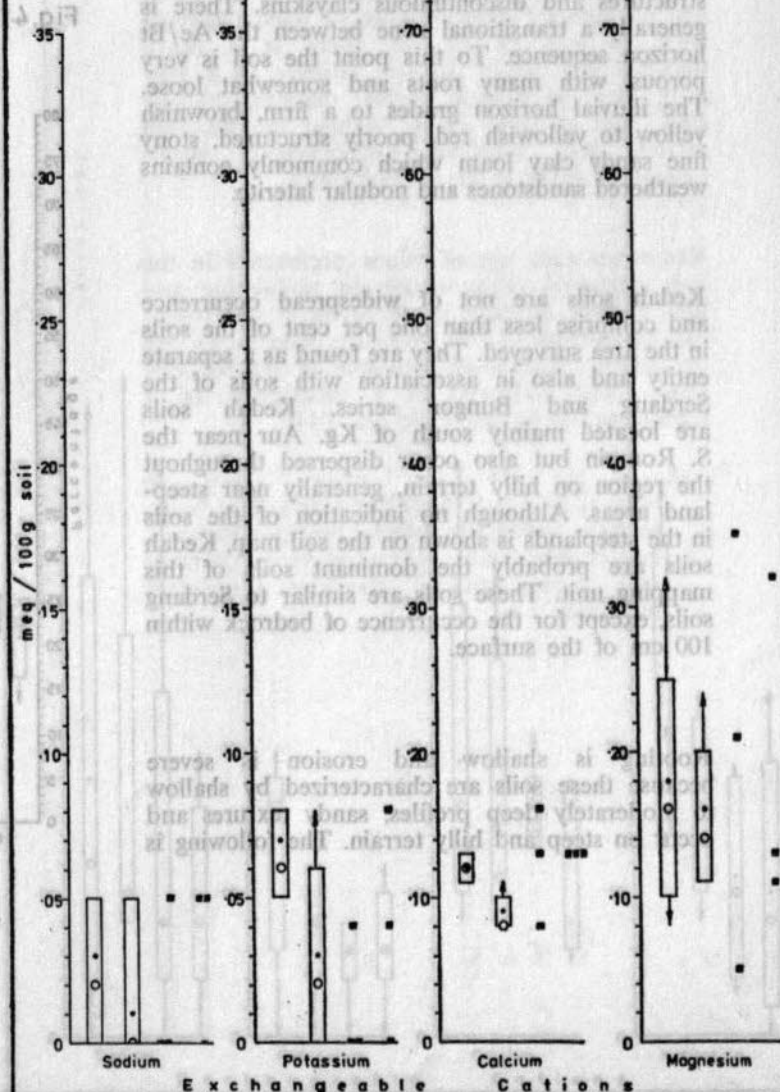 Fig. 4
structures and discontinuous clayskins. There is
generally a transitional zone between the Ae/Bt
horizon sequence. To this point the soil is very
porous with many roots and somewhat loose.
The illuvial horizon grades to a firm, brownish
yellow to yellowish red, poorly structured, stony
fine sandy clay loam which commonly contains
weathered sandstones and nodular laterite.
Kedah soils are not of widespread occurrence
and comprise less than one per cent of the soils
in the area surveyed. They are found as a separate
entity and also in association with soils of the
Serdang and Bungor series. Kedah soils
are located mainly south of Kg. Aur near the
S. Rompin but also occur dispersed throughout
the region on hilly terrain, generally near steep-
land areas. Although no indication of the soils
in the steeplands is shown on the soil map, Kedah
soils are probably the dominant soils of this
mapping unit. These soils are similar to Serdang
soils, except for the occurrence of bedrock within
100 cm of the surface.
Rooting is shallow and erosion is severe
because these soils are characterized by shallow
to moderately deep profiles, sandy textures and
occur on steep and hilly terrain. The following is
Percentage
meq / 100g soil
.35 .35 .70 .70
.30 .30 .60 .60
.25 .25 .50 .50
.20 .20 .40 .40
.15 .15 .30 .30
.10 .10 .20 .20
.05 .05 .10 .10
0 0 0 0
Sodium Potassium Calcium Magnesium
Exchangeable Cations